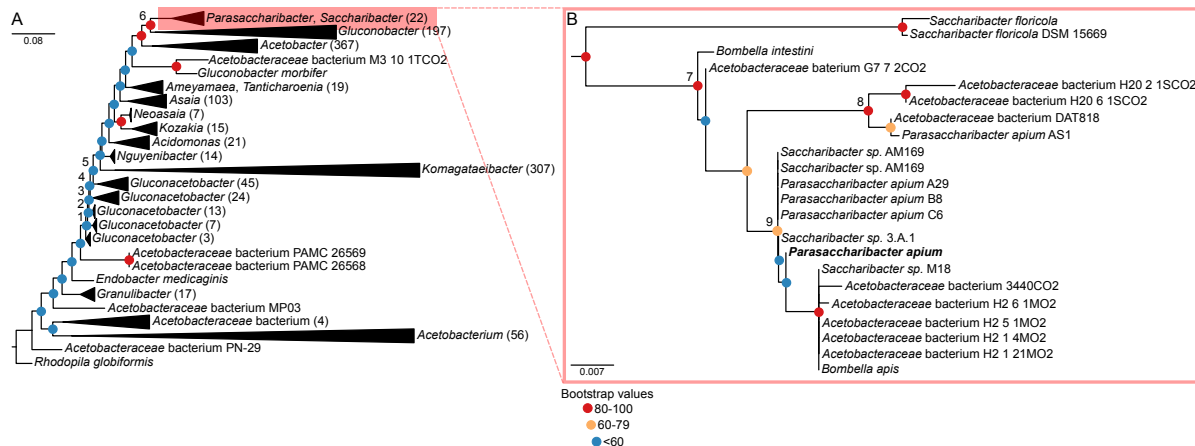 A
0.08
6
Parasaccharibacter, Saccharibacter (22)
Gluconobacter (197)
Acetobacter (367)
Acetobacteraceae bacterium M3 10 1TCO2
Gluconobacter morbifer
Ameyamaea, Tanticharoenia (19)
Asaia (103)
Neoasaia (7)
Kozakia (15)
Acidomonas (21)
Nguyenibacter (14)
5
Komagataeibacter (307)
4
Gluconacetobacter (45)
3
Gluconacetobacter (24)
2
Gluconacetobacter (13)
1
Gluconacetobacter (7)
Gluconacetobacter (3)
Acetobacteraceae bacterium PAMC 26569
Acetobacteraceae bacterium PAMC 26568
Endobacter medicaginis
Granulibacter (17)
Acetobacteraceae bacterium MP03
Acetobacteraceae bacterium (4)
Acetobacterium (56)
Acetobacteraceae bacterium PN-29
Rhodopila globiformis
B
Saccharibacter floricola
Saccharibacter floricola DSM 15669
Bombella intestini
7
Acetobacteraceae baterium G7 7 2CO2
Acetobacteraceae bacterium H20 2 1SCO2
8
Acetobacteraceae bacterium H20 6 1SCO2
Acetobacteraceae bacterium DAT818
Parasaccharibacter apium AS1
Saccharibacter sp. AM169
Saccharibacter sp. AM169
Parasaccharibacter apium A29
Parasaccharibacter apium B8
Parasaccharibacter apium C6
9
Saccharibacter sp. 3.A.1
Parasaccharibacter apium
Saccharibacter sp. M18
Acetobacteraceae bacterium 3440CO2
Acetobacteraceae bacterium H2 6 1MO2
Acetobacteraceae bacterium H2 5 1MO2
Acetobacteraceae bacterium H2 1 4MO2
Acetobacteraceae bacterium H2 1 21MO2
Bombella apis
0.007
Bootstrap values
80-100
60-79
<60